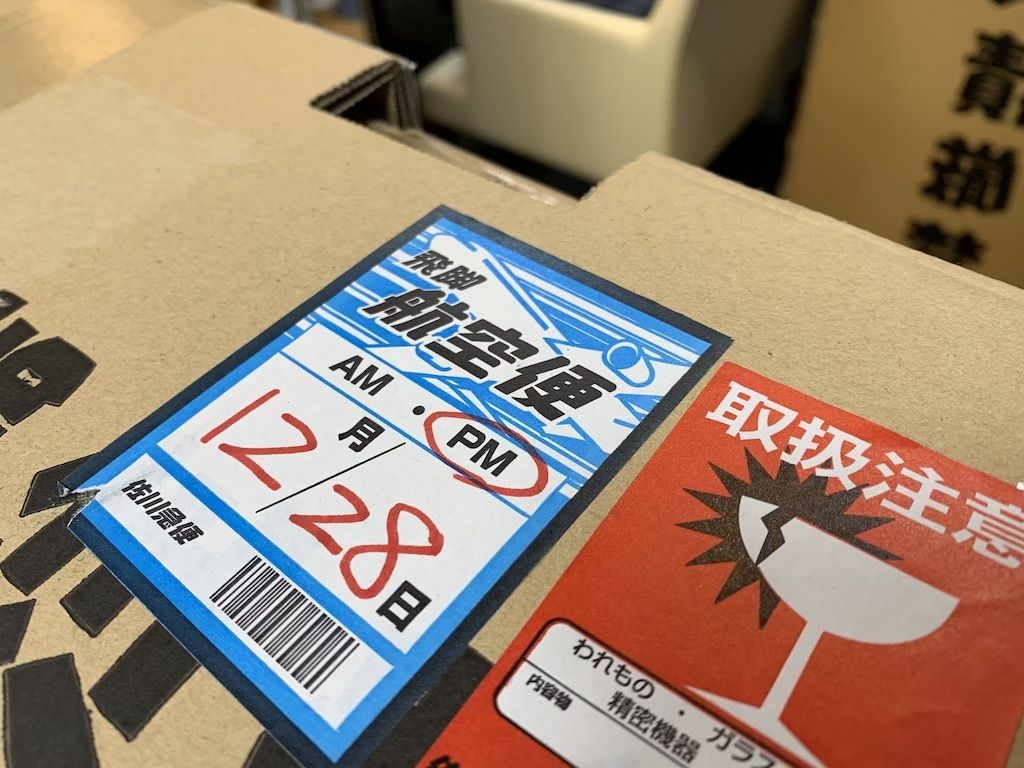 飛脚
航空便
AM・PM
12月/28日
佐川急便
取扱注意
われもの・ガラス
精密機器
内容物